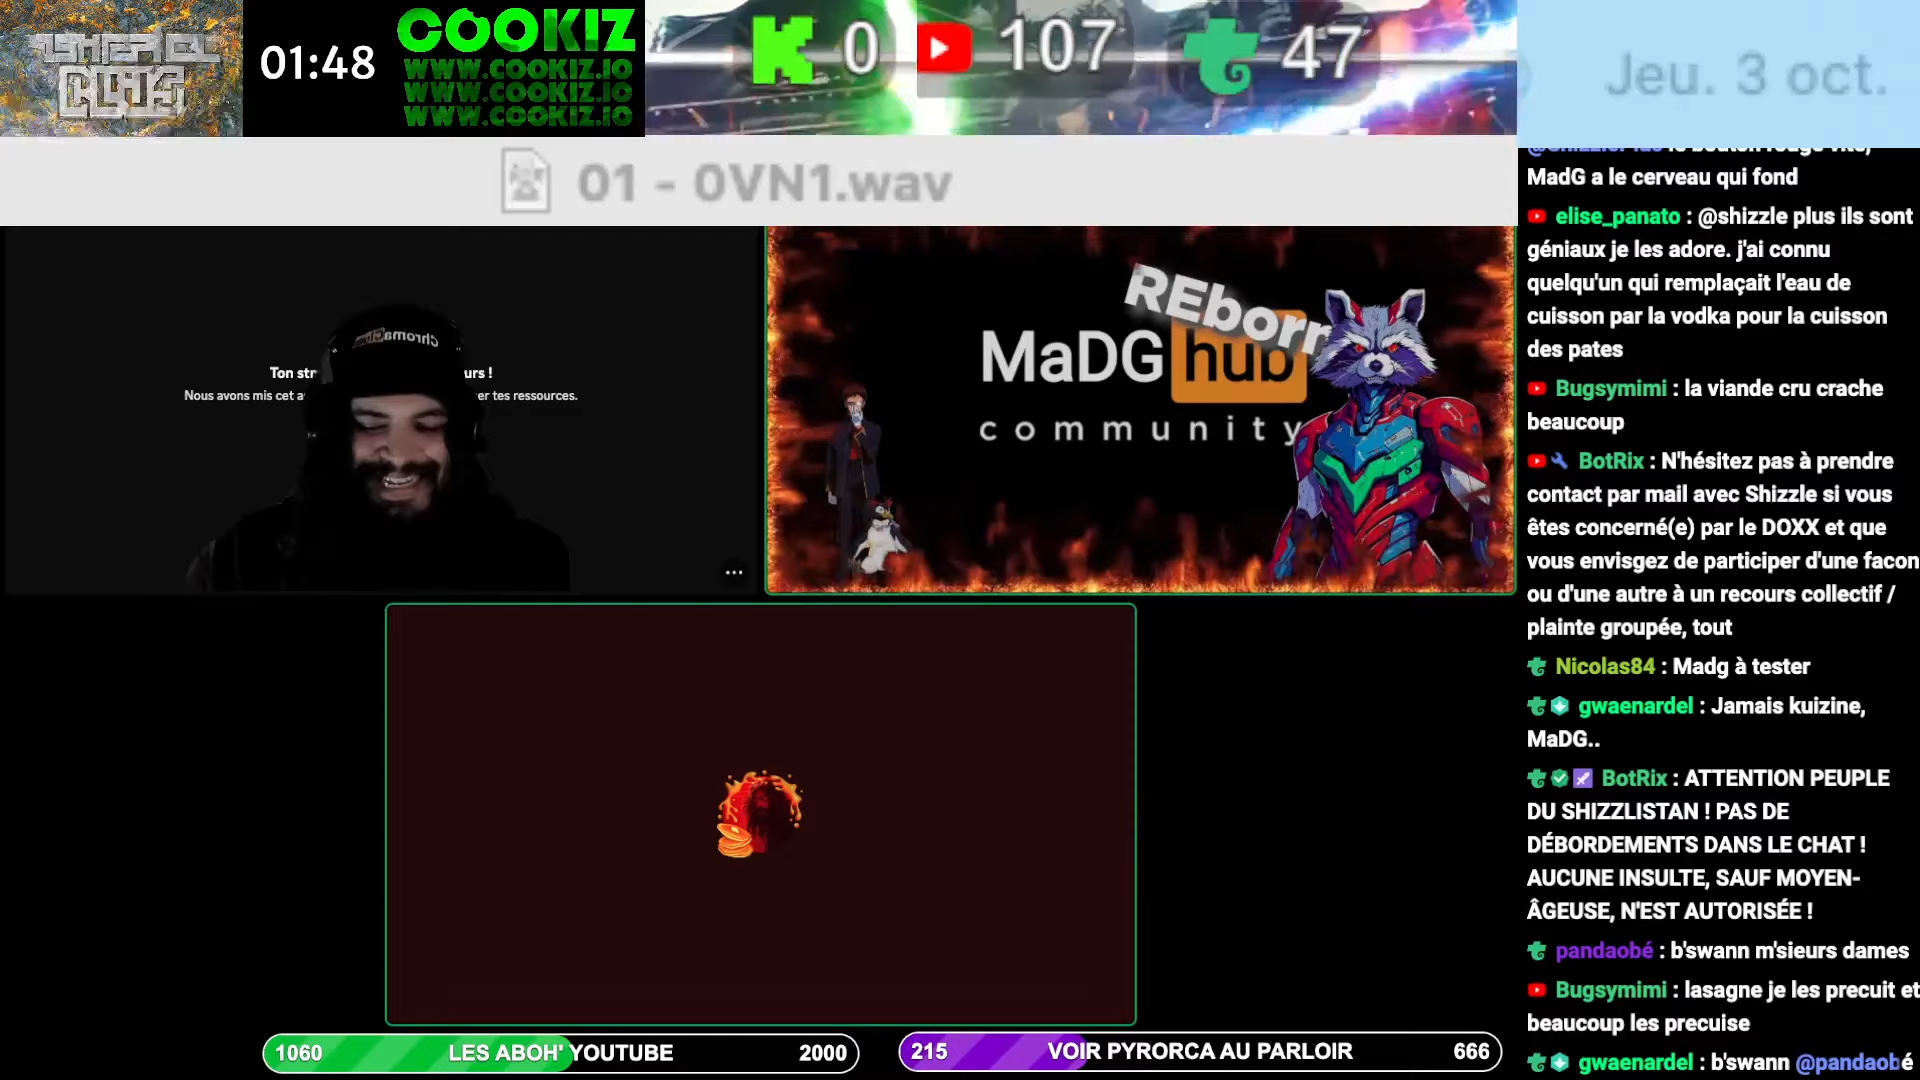 SHIZZLE
PLUS
01:48
COOKIZ
WWW.COOKIZ.IO
WWW.COOKIZ.IO
WWW.COOKIZ.IO
0
107
47
Jeu. 3 oct.
01 - 0VN1.wav
MadG a le cerveau qui fond
elise_panato : @shizzle plus ils sont
géniaux je les adore. j'ai connu
quelqu'un qui remplaçait l'eau de
cuisson par la vodka pour la cuisson
des pates
Bugsymimi : la viande cru crache
beaucoup
BotRix : N'hésitez pas à prendre
contact par mail avec Shizzle si vous
êtes concerné(e) par le DOXX et que
vous envisgez de participer d'une facon
ou d'une autre à un recours collectif /
plainte groupée, tout
Nicolas84 : Madg à tester
gwaenardel : Jamais kuizine,
MaDG..
BotRix : ATTENTION PEUPLE
DU SHIZZLISTAN ! PAS DE
DÉBORDEMENTS DANS LE CHAT !
AUCUNE INSULTE, SAUF MOYEN-
ÂGEUSE, N'EST AUTORISÉE !
pandaobé : b'swann m'sieurs dames
Bugsymimi : lasagne je les precuit et
beaucoup les precuise
gwaenardel : b'swann @pandaobé
Ton
urs !
Nous avons mis cet
er tes ressources.
REborn
MaDG hub
community
1060 LES ABOH' YOUTUBE 2000
215 VOIR PYRORCA AU PARLOIR 666